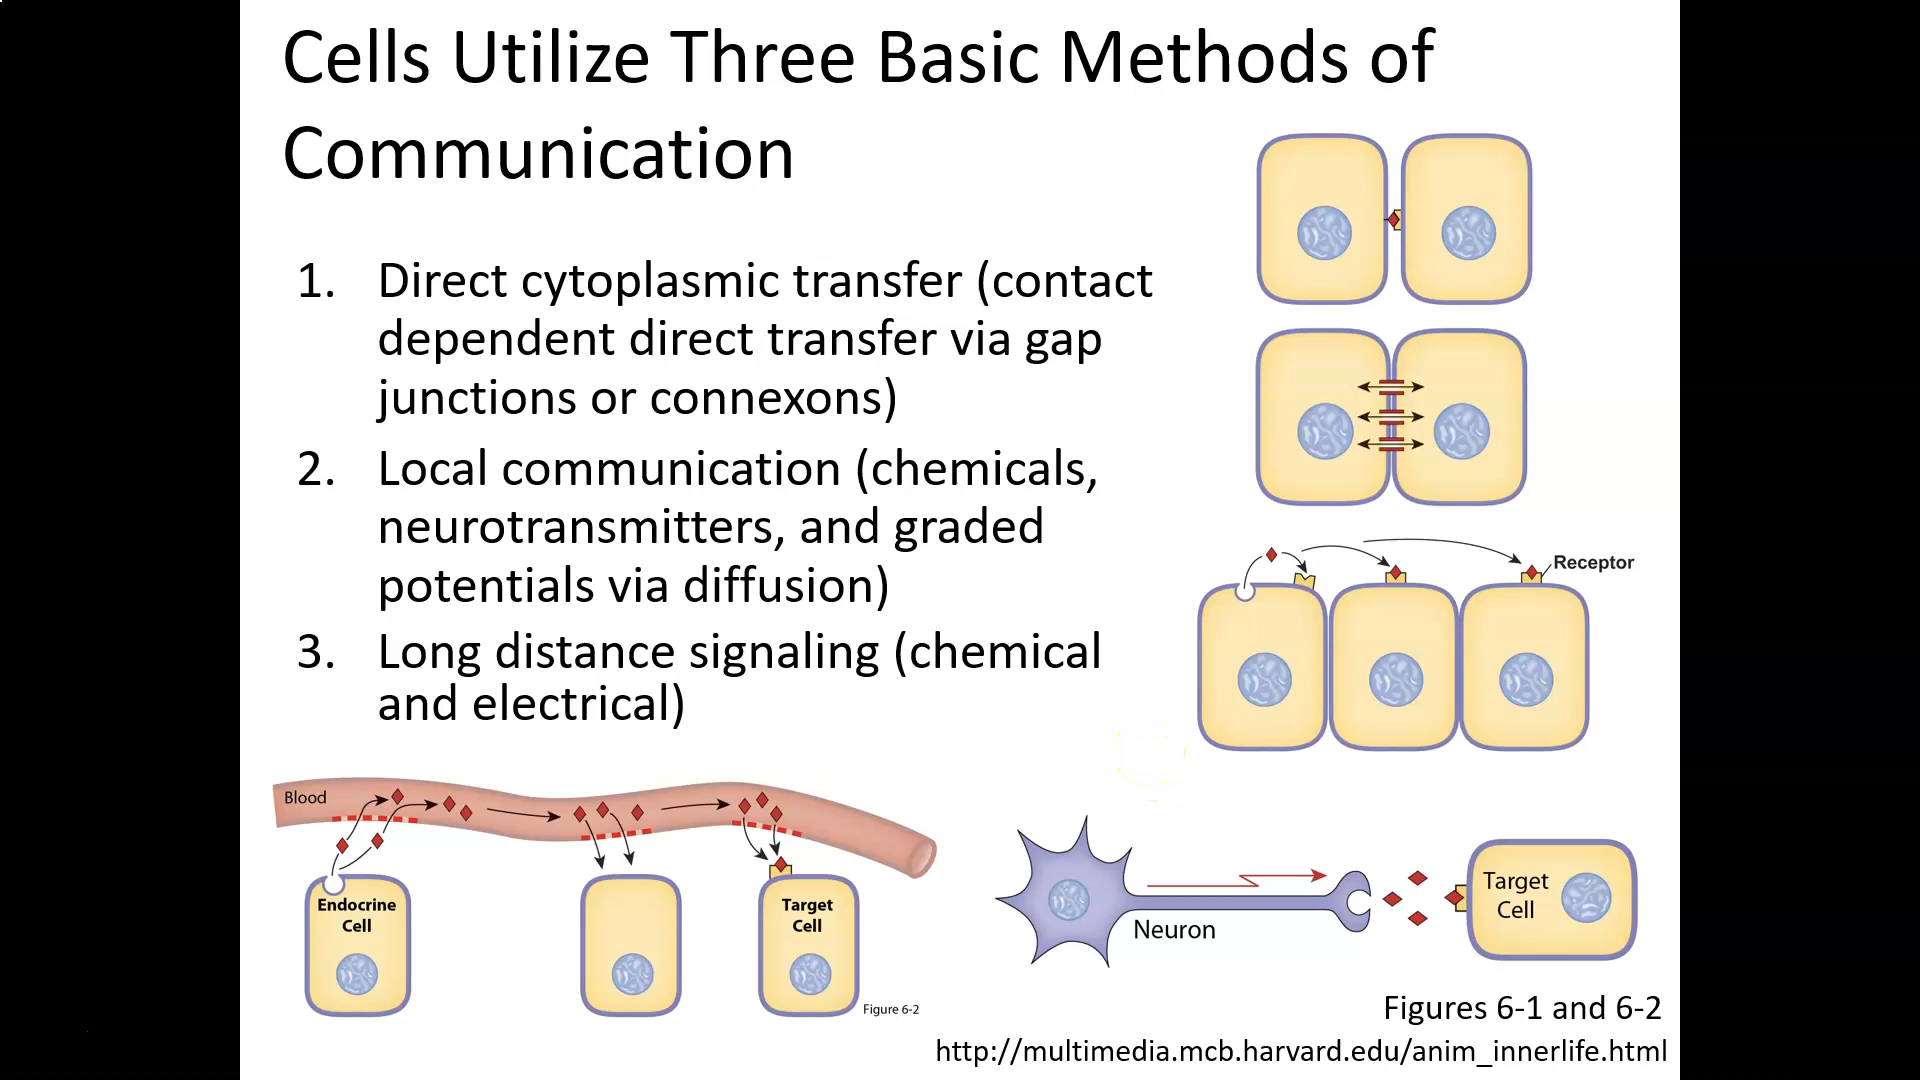 Cells Utilize Three Basic Methods of
Communication
1. Direct cytoplasmic transfer (contact
dependent direct transfer via gap
junctions or connexons)
2. Local communication (chemicals,
neurotransmitters, and graded
potentials via diffusion)
3. Long distance signaling (chemical
and electrical)
Receptor
Blood
Endocrine
Cell
Target
Cell
Figure 6-2
Neuron
Target
Cell
Figures 6-1 and 6-2
http://multimedia.mcb.harvard.edu/anim_innerlife.html